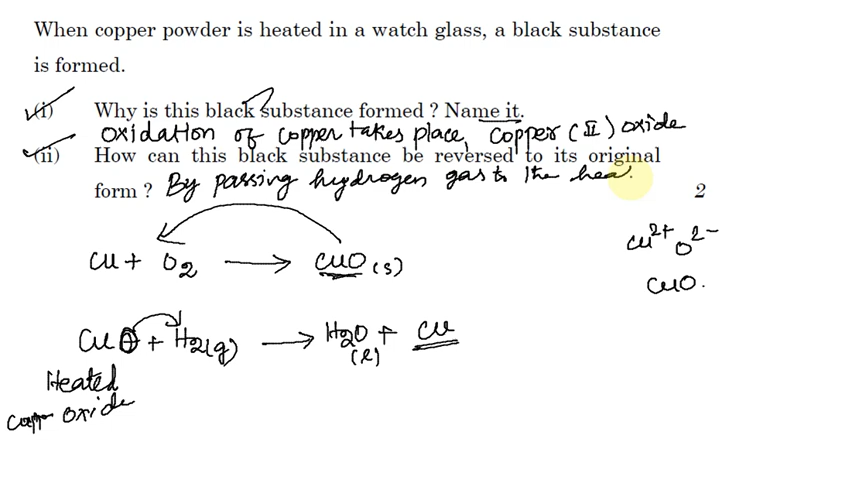 When copper powder is heated in a watch glass, a black substance
is formed.
(i) Why is this black substance formed ? Name it.
oxidation of copper takes place, copper (II) oxide
(ii) How can this black substance be reversed to its original
form ? By passing hydrogen gas to the hea 2
Cu²⁺ O²⁻
Cu + O₂ ⟶ CuO (s)
CuO.
CuO + H₂(g) ⟶ H₂O + Cu
(l)
Heated
oxide